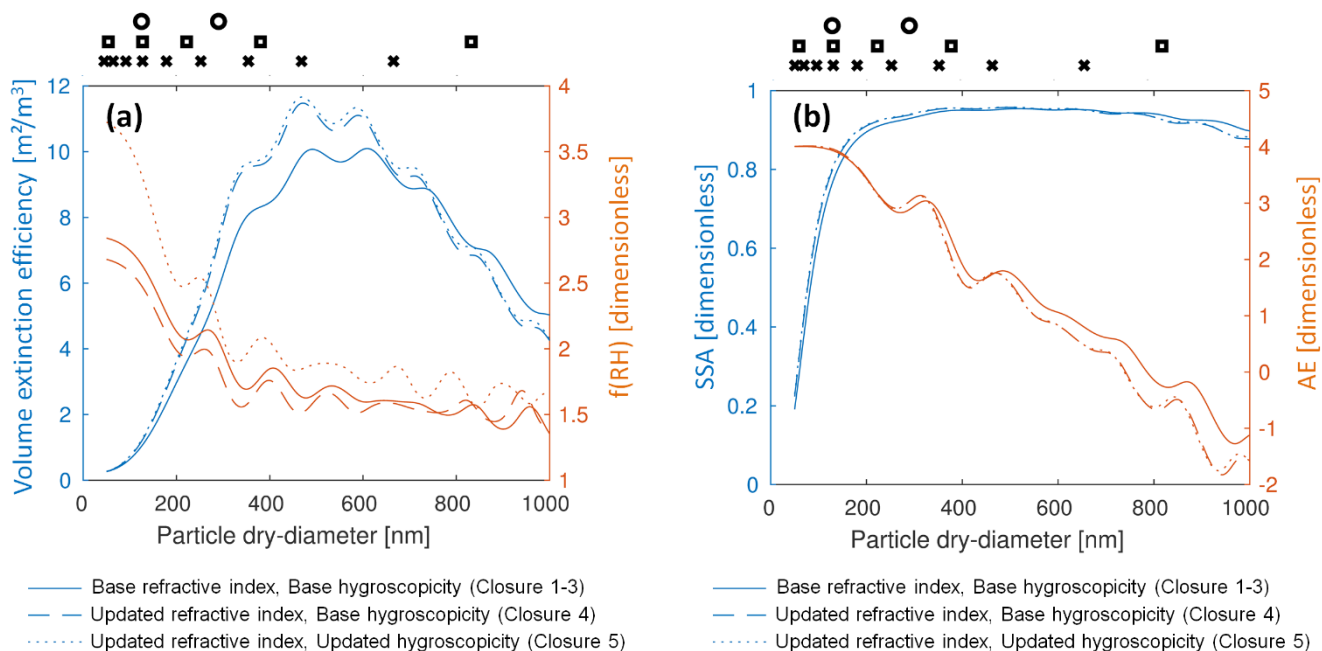 (a)
Volume extinction efficiency [m²/m³]
12
10
8
6
4
2
0
4
3.5
3
2.5
2
1.5
1
f(RH) [dimensionless]
0 200 400 600 800 1000
Particle dry-diameter [nm]
Base refractive index, Base hygroscopicity (Closure 1-3)
Updated refractive index, Base hygroscopicity (Closure 4)
Updated refractive index, Updated hygroscopicity (Closure 5)
(b)
SSA [dimensionless]
1
0.8
0.6
0.4
0.2
0
5
4
3
2
1
0
-1
-2
AE [dimensionless]
0 200 400 600 800 1000
Particle dry-diameter [nm]
Base refractive index, Base hygroscopicity (Closure 1-3)
Updated refractive index, Base hygroscopicity (Closure 4)
Updated refractive index, Updated hygroscopicity (Closure 5)